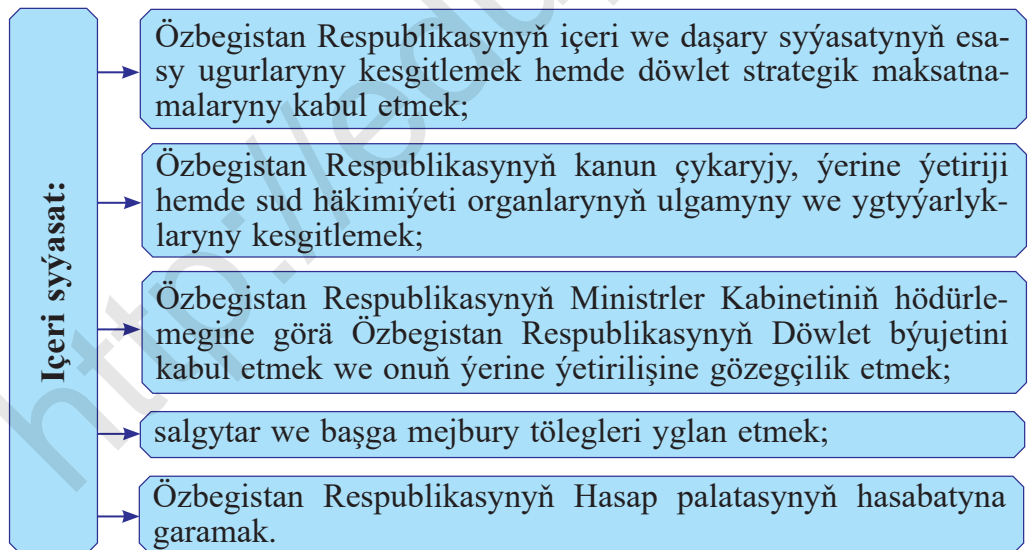 Içeri syýasat:
Özbegistan Respublikasynyň içeri we daşary syýasatynyň esa-
sy ugurlaryny kesgitlemek hemde döwlet strategik maksatna-
malaryny kabul etmek;
Özbegistan Respublikasynyň kanun çykaryjy, ýerine ýetiriji
hemde sud häkimiýeti organlarynyň ulgamyny we ygtyýarlyk-
laryny kesgitlemek;
Özbegistan Respublikasynyň Ministrler Kabinetiniň hödürle-
megine görä Özbegistan Respublikasynyň Döwlet býujetini
kabul etmek we onuň ýerine ýetirilişine gözegçilik etmek;
salgytar we başga mejbury tölegleri yglan etmek;
Özbegistan Respublikasynyň Hasap palatasynyň hasabatyna
garamak.
http://edu